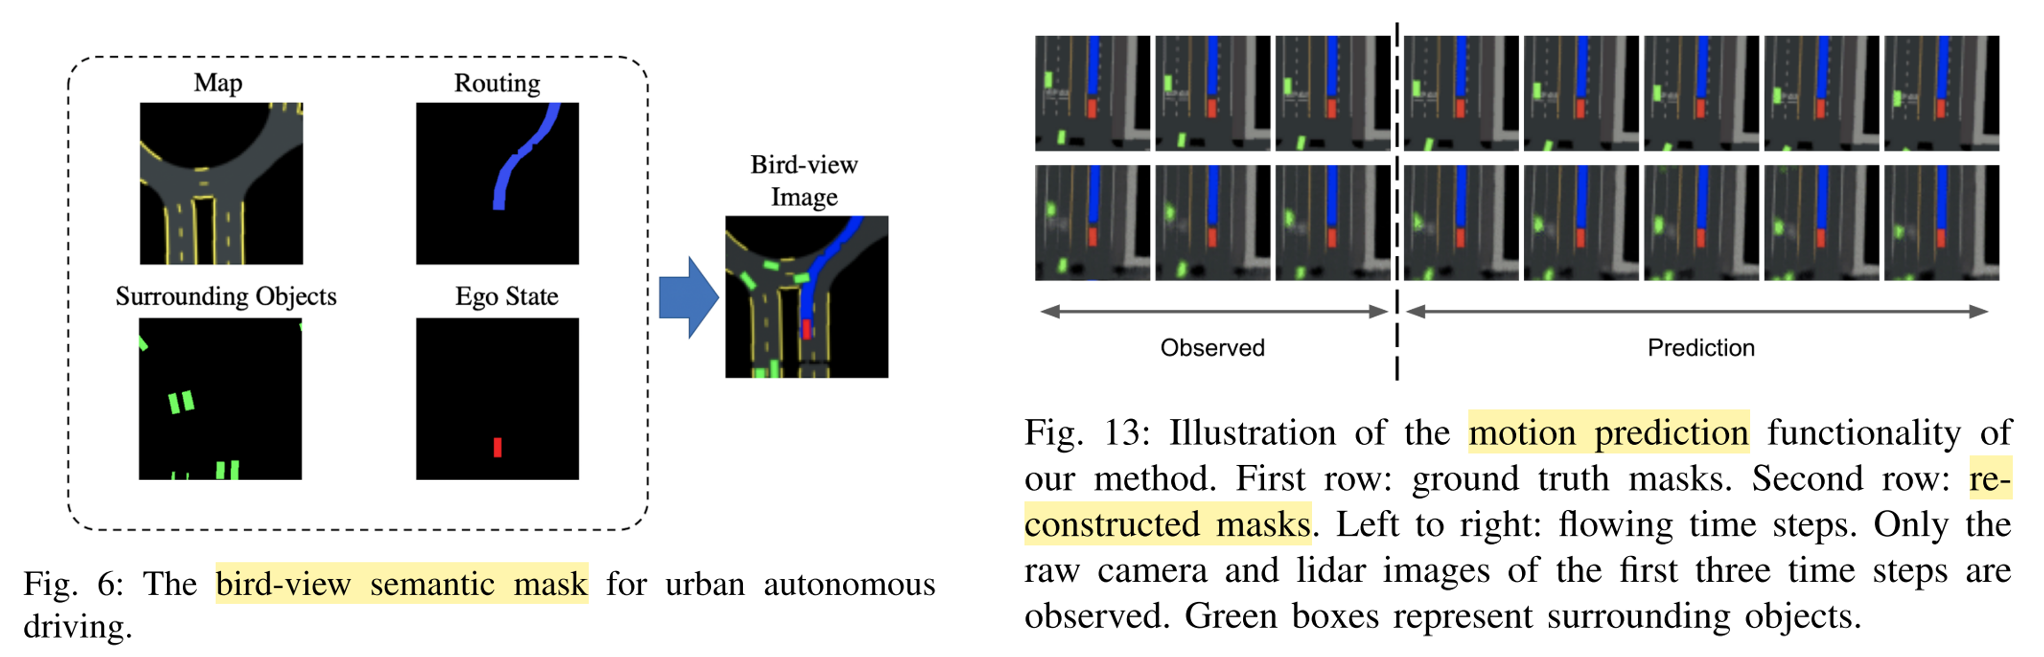 Map
Routing
Surrounding Objects
Ego State
Bird-view
Image
Fig. 6: The bird-view semantic mask for urban autonomous
driving.
Observed
Prediction
Fig. 13: Illustration of the motion prediction functionality of
our method. First row: ground truth masks. Second row: re-
constructed masks. Left to right: flowing time steps. Only the
raw camera and lidar images of the first three time steps are
observed. Green boxes represent surrounding objects.